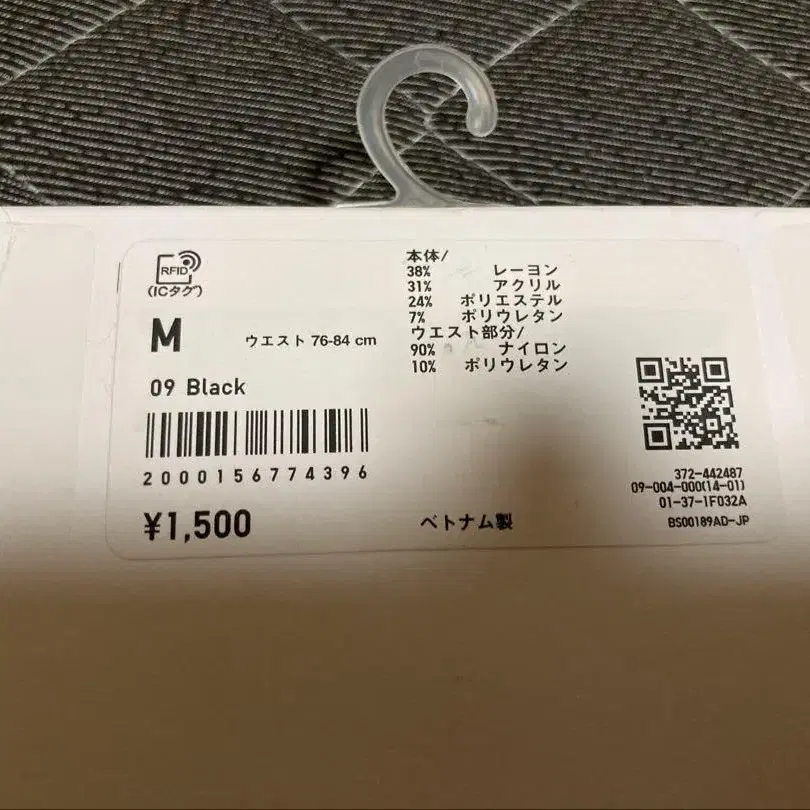 RFID
(ICタグ)
M
ウエスト 76-84 cm
09 Black
2000156774396
¥1,500
本体/
38% レーヨン
31% アクリル
24% ポリエステル
7% ポリウレタン
ウエスト部分/
90% ナイロン
10% ポリウレタン
ベトナム製
372-442487
09-004-000(14-01)
01-37-1F032A
BS00189AD-JP